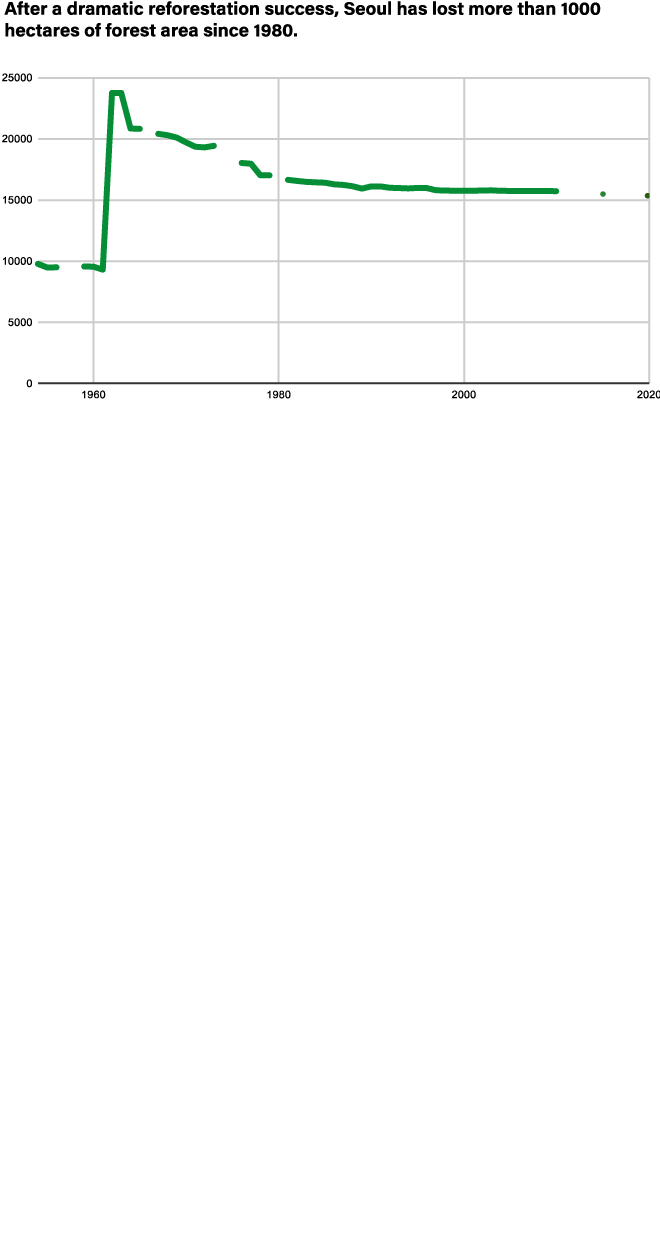 After a dramatic reforestation success, Seoul has lost more than 1000
hectares of forest area since 1980.
25000
20000
15000
10000
5000
0
1960 1980 2000 2020